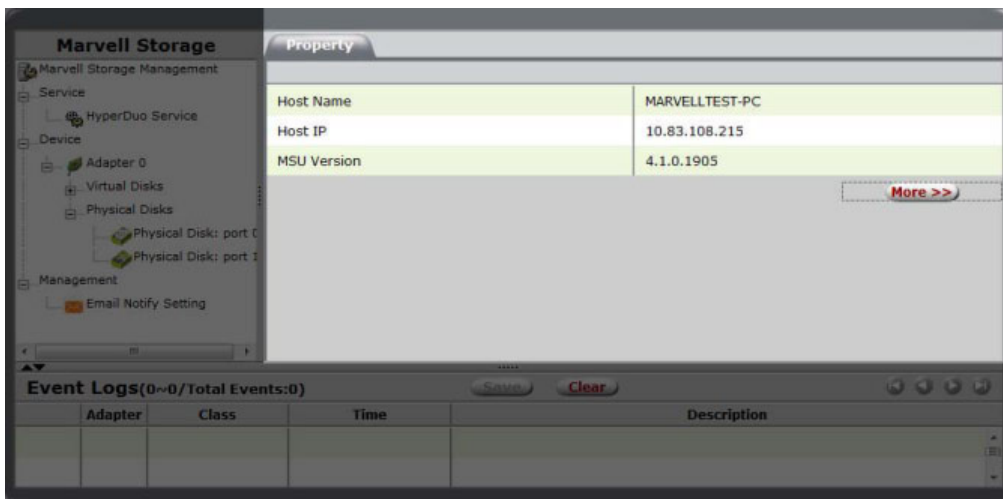 Marvell Storage
Property
Marvell Storage Management
Service
HyperDuo Service
Device
Adapter 0
Virtual Disks
Physical Disks
Physical Disk: port
Physical Disk: port
Management
Email Notify Setting
Host Name MARVELLTEST-PC
Host IP 10.83.108.215
MSU Version 4.1.0.1905
More >>
Event Logs(0~0/Total Events:0) Save Clear
Adapter Class Time Description